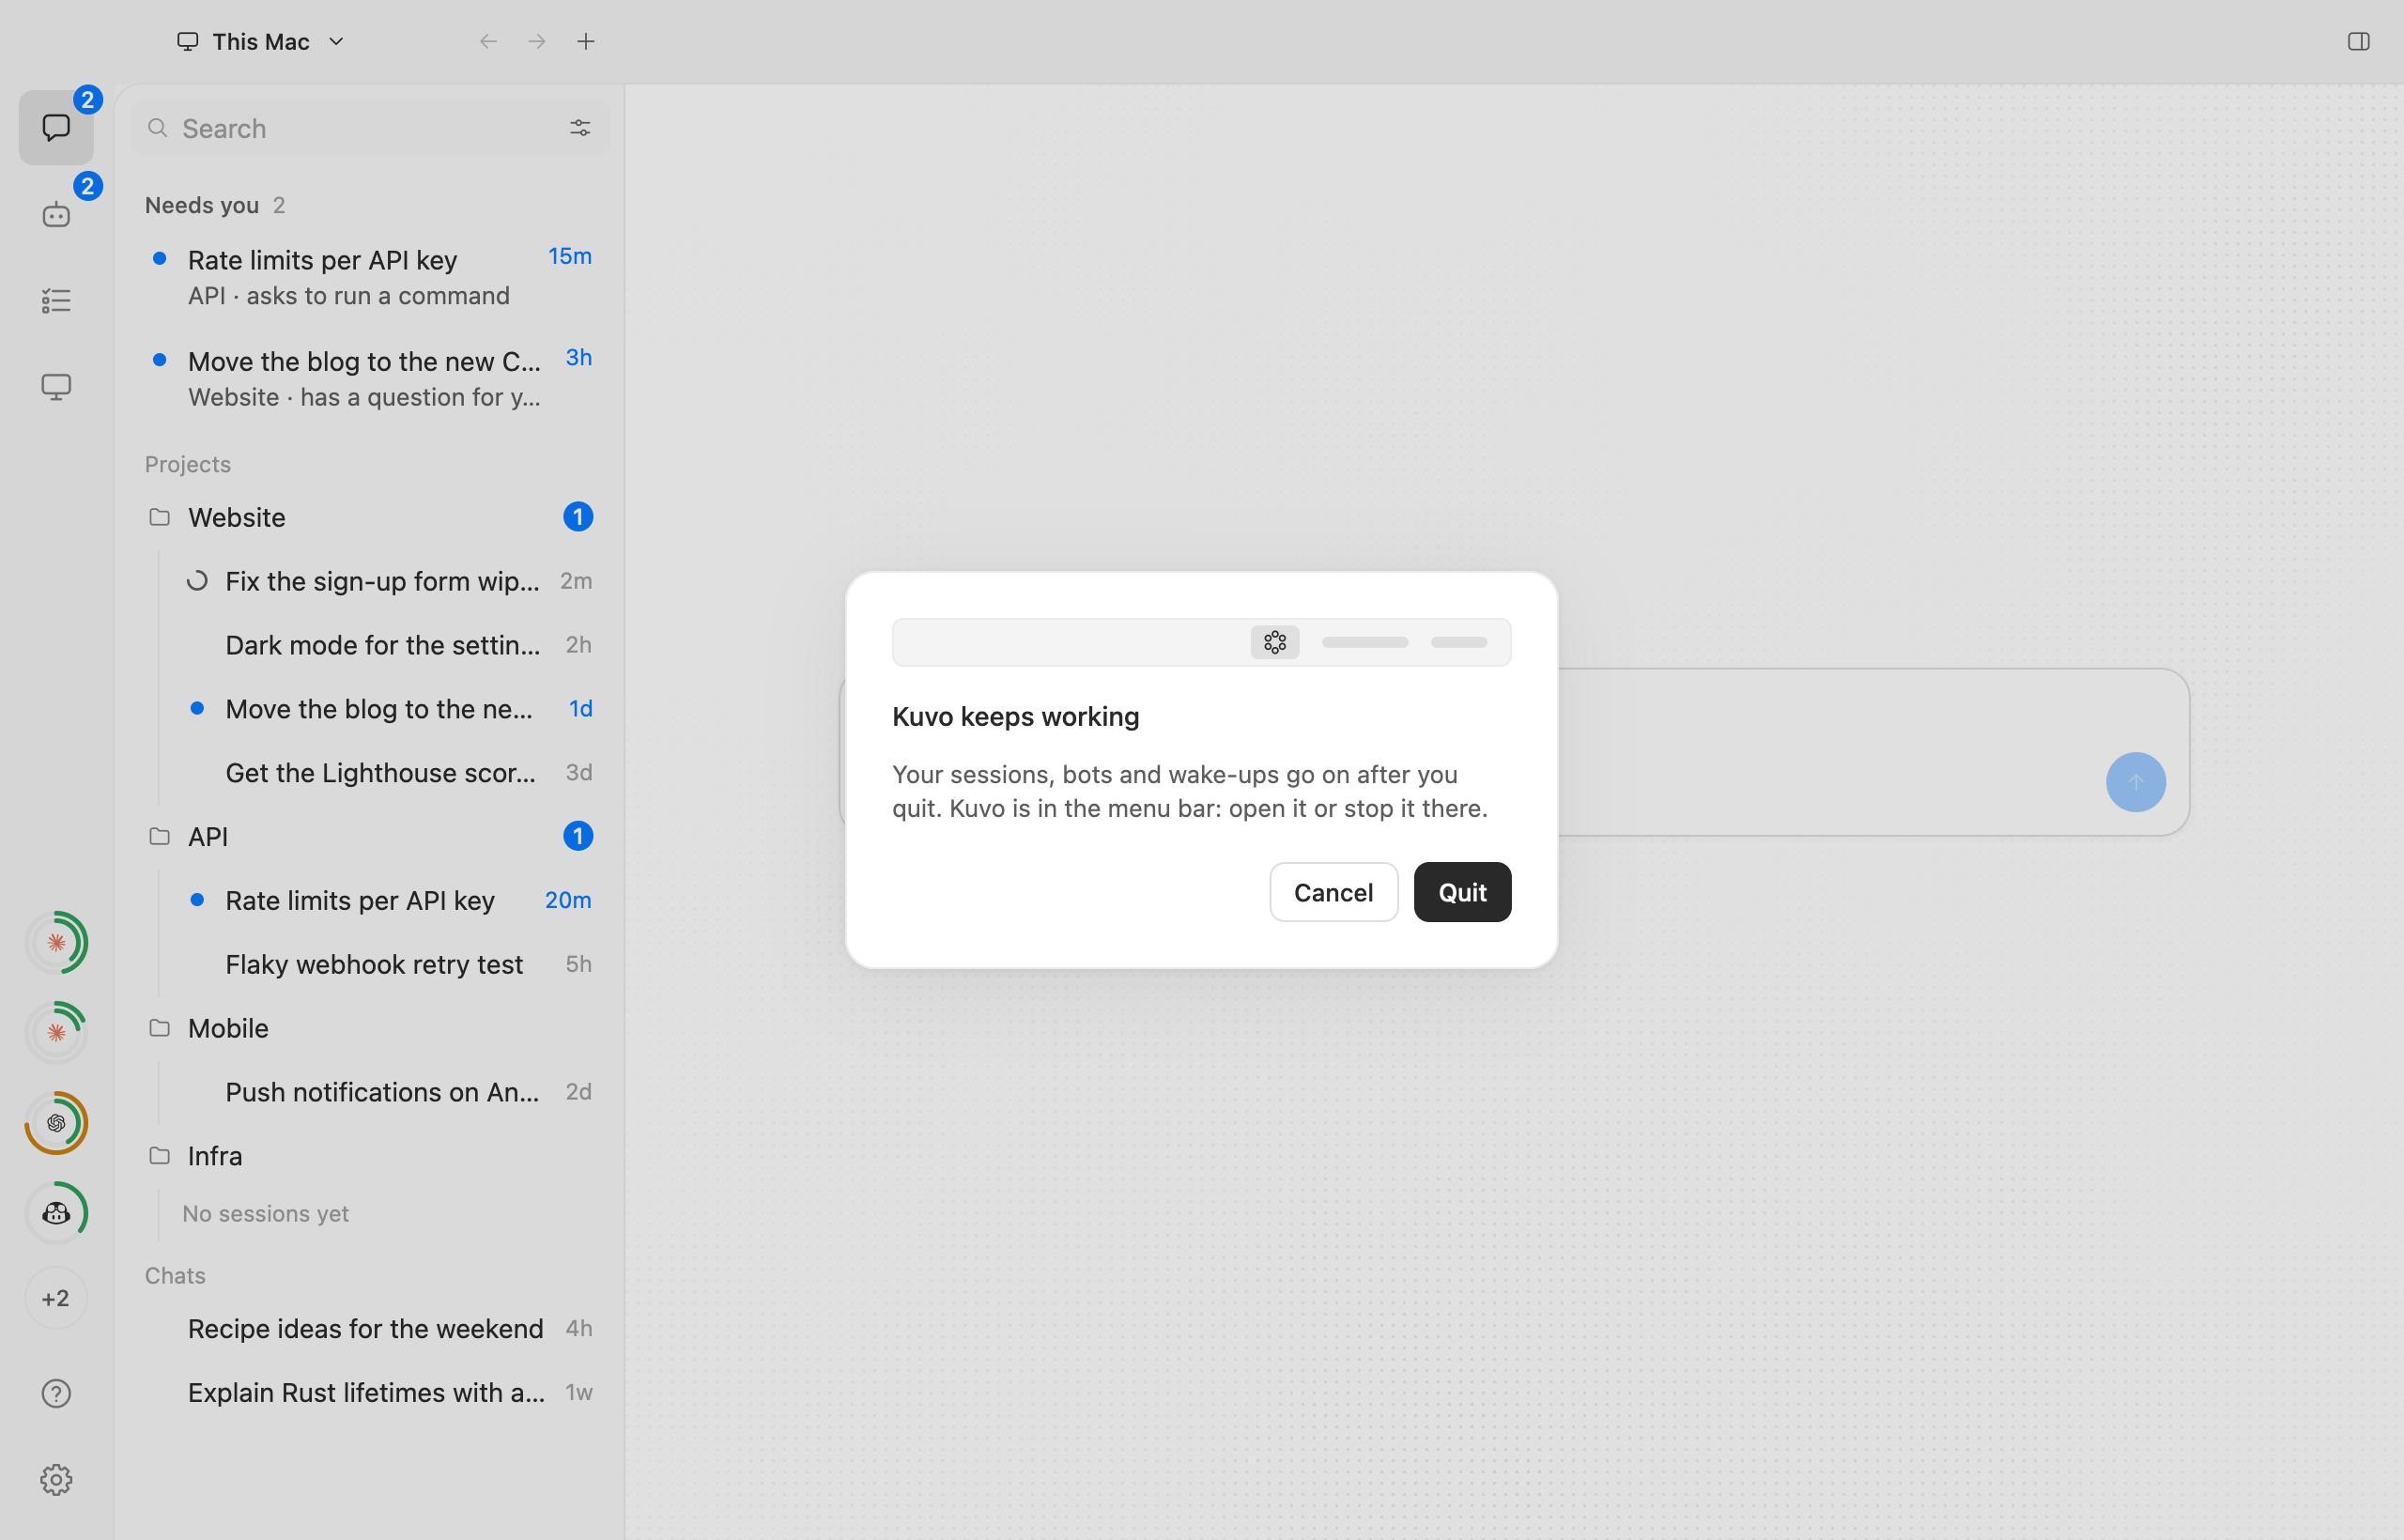 This Mac
2
Search
2
Needs you 2
Rate limits per API key 15m
API · asks to run a command
Move the blog to the new C... 3h
Website · has a question for y...
Projects
Website 1
Fix the sign-up form wip... 2m
Dark mode for the settin... 2h
Move the blog to the ne... 1d
Get the Lighthouse scor... 3d
API 1
Rate limits per API key 20m
Flaky webhook retry test 5h
Mobile
Push notifications on An... 2d
Infra
No sessions yet
Chats
Recipe ideas for the weekend 4h
Explain Rust lifetimes with a... 1w
+2
Kuvo keeps working
Your sessions, bots and wake-ups go on after you
quit. Kuvo is in the menu bar: open it or stop it there.
Cancel Quit